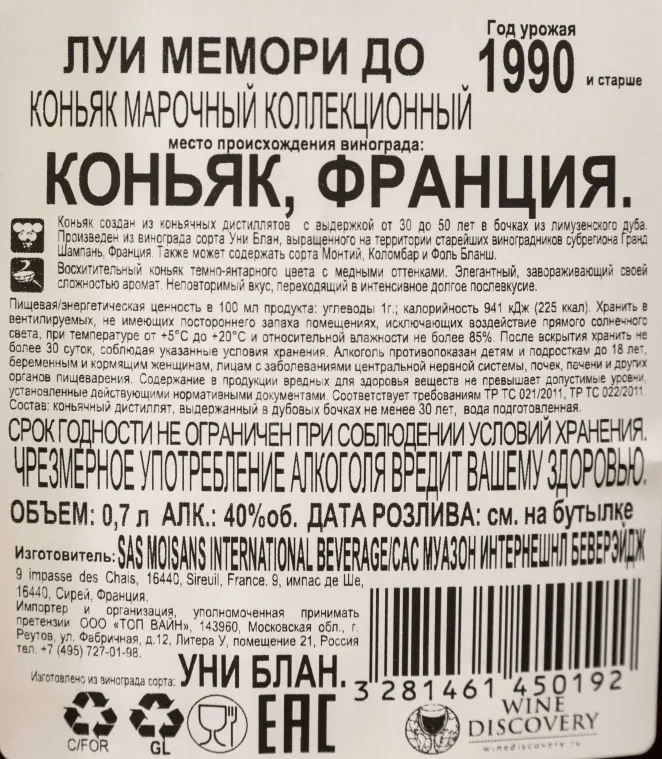 Год урожая
ЛУИ МЕМОРИ ДО
1990 и старше
КОНЬЯК МАРОЧНЫЙ КОЛЛЕКЦИОННЫЙ
место происхождения винограда:
КОНЬЯК, ФРАНЦИЯ.
Коньяк создан из коньячных дистиллятов с выдержкой от 30 до 50 лет в бочках из лимузенского дуба.
Произведен из винограда сорта Уни Блан, выращенного на территории старейших виноградников субрегиона Гранд
Шампань, Франция. Также может содержать сорта Монтий, Коломбар и Фоль Бланш.
Восхитительный коньяк темно-янтарного цвета с медными оттенками. Элегантный, завораживающий своей
сложностью аромат. Неповторимый вкус, переходящий в интенсивное долгое послевкусие.
Пищевая/энергетическая ценность в 100 мл продукта: углеводы 1г.; калорийность 941 кДж (225 ккал). Хранить в
вентилируемых, не имеющих постороннего запаха помещениях, исключающих воздействие прямого солнечного
света, при температуре от +5°С до +20°С и относительной влажности не более 85%. После вскрытия хранить не
более 30 суток, соблюдая указанные условия хранения. Алкоголь противопоказан детям и подросткам до 18 лет,
беременным и кормящим женщинам, лицам с заболеваниями центральной нервной системы, почек, печени и других
органов пищеварения. Содержание в продукции вредных для здоровья веществ не превышает допустимые уровни,
установленные действующими нормативными документами. Соответствует требованиям ТР ТС 021/2011, ТР ТС 022/2011.
Состав: коньячный дистиллят, выдержанный в дубовых бочках не менее 30 лет, вода подготовленная.
СРОК ГОДНОСТИ НЕ ОГРАНИЧЕН ПРИ СОБЛЮДЕНИИ УСЛОВИЙ ХРАНЕНИЯ.
ЧРЕЗМЕРНОЕ УПОТРЕБЛЕНИЕ АЛКОГОЛЯ ВРЕДИТ ВАШЕМУ ЗДОРОВЬЮ.
ОБЪЕМ: 0,7 л АЛК.: 40%об. ДАТА РОЗЛИВА: см. на бутылке
Изготовитель: SAS MOISANS INTERNATIONAL BEVERAGE/САС МУАЗОН ИНТЕРНЕШНЛ БЕВЕРЭЙДЖ
9 impasse des Chais, 16440, Sireuil, France. 9, импас де Ше,
16440, Сирей, Франция.
Импортер и организация, уполномоченная принимать
претензии ООО «ТОП ВАЙН», 143960, Московская обл., г.
Реутов, ул. Фабричная, д.12, Литера У, помещение 21, Россия
тел. +7 (495) 727-01-98.
Изготовлено из винограда сорта: УНИ БЛАН.
3 281461 450192
C/FOR
GL
EAC
WINE
DISCOVERY
winediscovery.ru